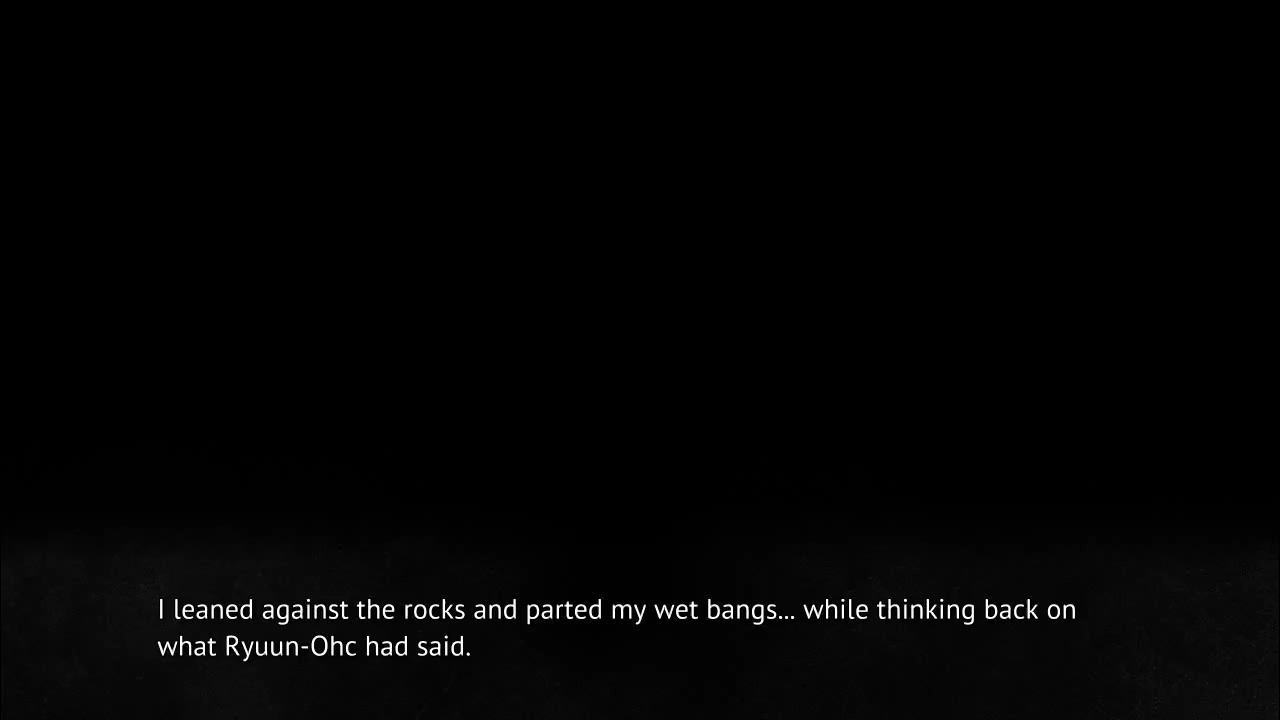 I leaned against the rocks and parted my wet bangs... while thinking back on
what Ryuun-Ohc had said.